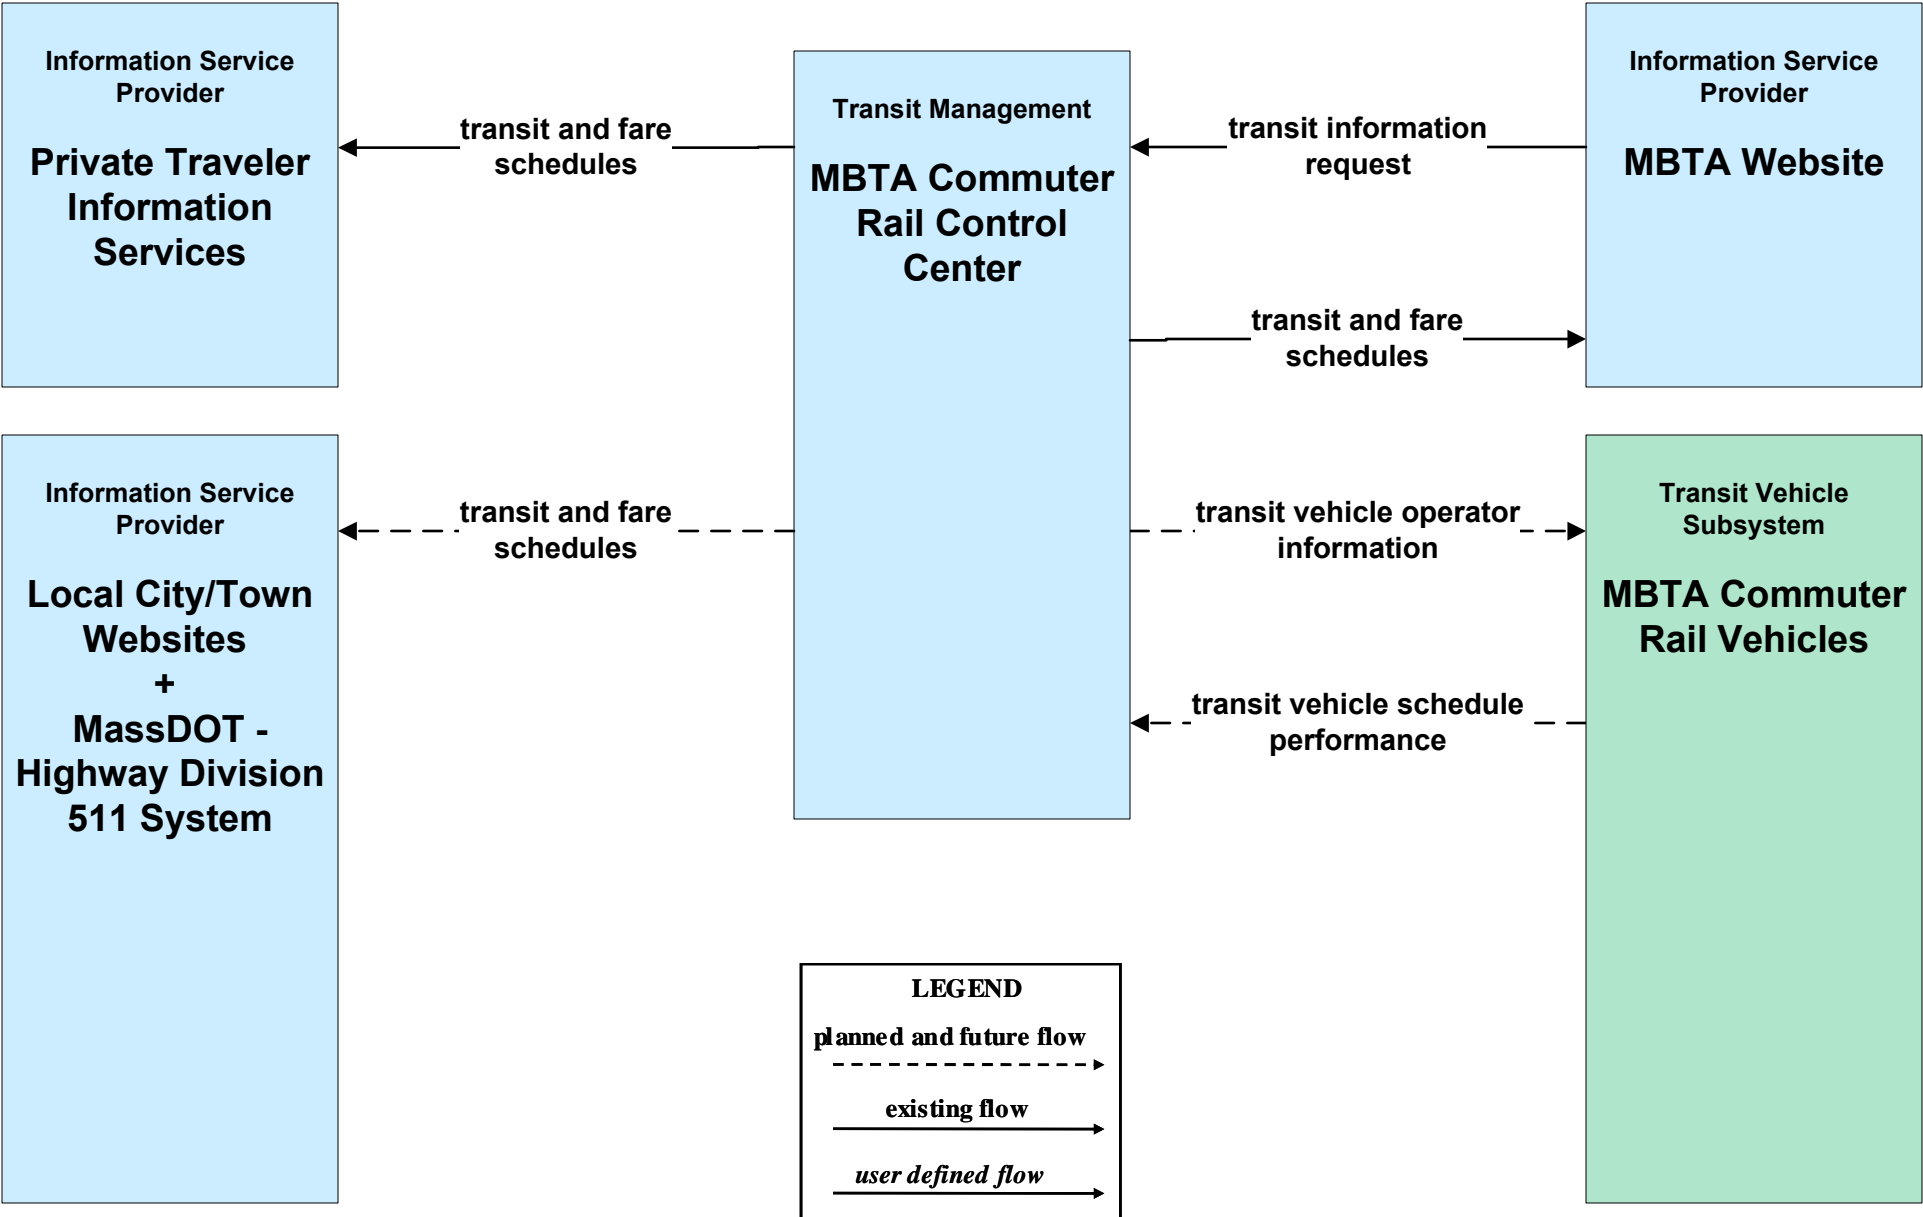 Information Service
Provider
Private Traveler
Information
Services
transit and fare
schedules
Transit Management
MBTA Commuter
Rail Control
Center
transit information
request
Information Service
Provider
MBTA Website
transit and fare
schedules
Information Service
Provider
Local City/Town
Websites
+
MassDOT -
Highway Division
511 System
transit and fare
schedules
transit vehicle operator
information
Transit Vehicle
Subsystem
MBTA Commuter
Rail Vehicles
transit vehicle schedule
performance
LEGEND
planned and future flow
existing flow
user defined flow